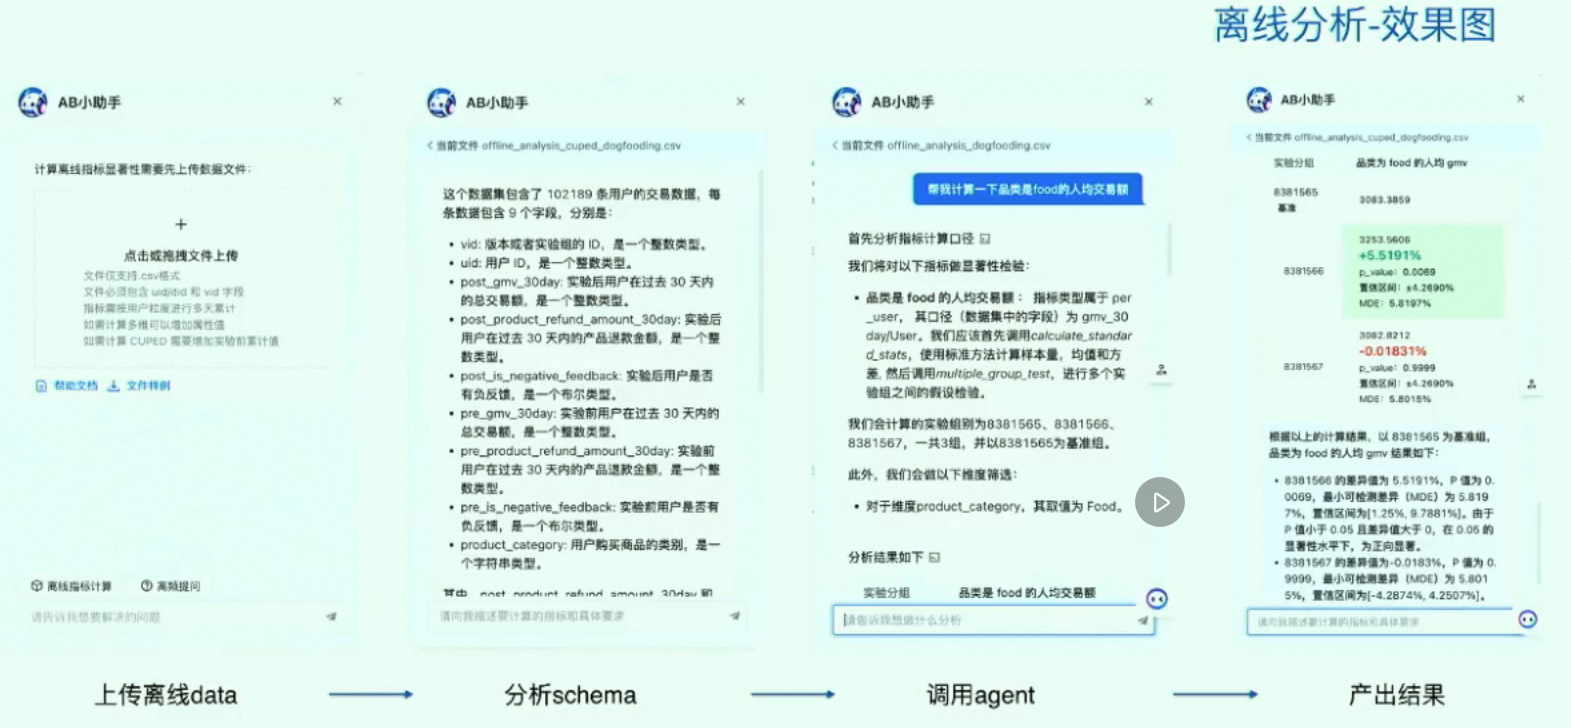 离线分析-效果图
AB小助手
计算离线指标显著性需要先上传数据文件:
点击或拖拽文件上传
文件仅支持.csv格式
文件必须包含 uid/did 和 vid 字段
指标需按用户粒度进行多天累计
如需计算多维可以增加属性值
如需计算 CUPED 需要增加实验前累计值
帮助文档 文件样例
离线指标计算 高频提问
请告诉我想要解决的问题
上传离线data
AB小助手
当前文件 offline_analysis_cuped_dogfooding.csv
这个数据集包含了 102189 条用户的交易数据，每
条数据包含 9 个字段，分别是：
• vid: 版本或者实验组的 ID，是一个整数类型。
• uid: 用户 ID，是一个整数类型。
• post_gmv_30day: 实验后用户在过去 30 天内
的总交易额，是一个整数类型。
• post_product_refund_amount_30day: 实验后
用户在过去 30 天内的产品退款金额，是一个整
数类型。
• post_is_negative_feedback: 实验后用户是否
有负反馈，是一个布尔类型。
• pre_gmv_30day: 实验前用户在过去 30 天内的
总交易额，是一个整数类型。
• pre_product_refund_amount_30day: 实验前
用户在过去 30 天内的产品退款金额，是一个整
数类型。
• pre_is_negative_feedback: 实验前用户是否有
负反馈，是一个布尔类型。
• product_category: 用户购买商品的类别，是一
个字符串类型。
其中，post_product_refund_amount_30day 和
请向我描述要计算的指标和具体要求
分析schema
AB小助手
当前文件 offline_analysis_dogfooding.csv
帮我计算一下品类是food的人均交易额
首先分析指标计算口径
我们将对以下指标做显著性检验：
• 品类是 food 的人均交易额： 指标类型属于 per
_user， 其口径（数据集中的字段）为 gmv_30
day/User。我们应该首先调用calculate_standar
d_stats，使用标准方法计算样本量，均值和方
差, 然后调用multiple_group_test，进行多个实
验组之间的假设检验。
我们会计算的实验组别为8381565、8381566、
8381567，一共3组，并以8381565为基准组。
此外，我们会做以下维度筛选：
• 对于维度product_category，其取值为 Food。
分析结果如下
实验分组 品类是 food 的人均交易额
请告诉我想做什么分析
调用agent
AB小助手
当前文件 offline_analysis_cuped_dogfooding.csv
实验分组 品类为 food 的人均 gmv
8381565 3083.3859
基准
3253.5606
+5.5191%
8381566 p_value：0.0069
置信区间：±4.2690%
MDE：5.8197%
3082.8212
-0.01831%
8381567 p_value：0.9999
置信区间：±4.2690%
MDE：5.8015%
根据以上的计算结果，以 8381565 为基准组，
品类为 food 的人均 gmv 结果如下：
• 8381566 的差异值为 5.5191%，P 值为 0.
0069，最小可检测差异（MDE）为 5.819
7%，置信区间为[1.25%, 9.7881%]。由于
P 值小于 0.05 且差异值大于 0，在 0.05 的
显著性水平下，为正向显著。
• 8381567 的差异值为-0.0183%，P 值为 0.
9999，最小可检测差异（MDE）为 5.801
5%，置信区间为[-4.2874%, 4.2507%]。
请向我描述要计算的指标和具体要求
产出结果